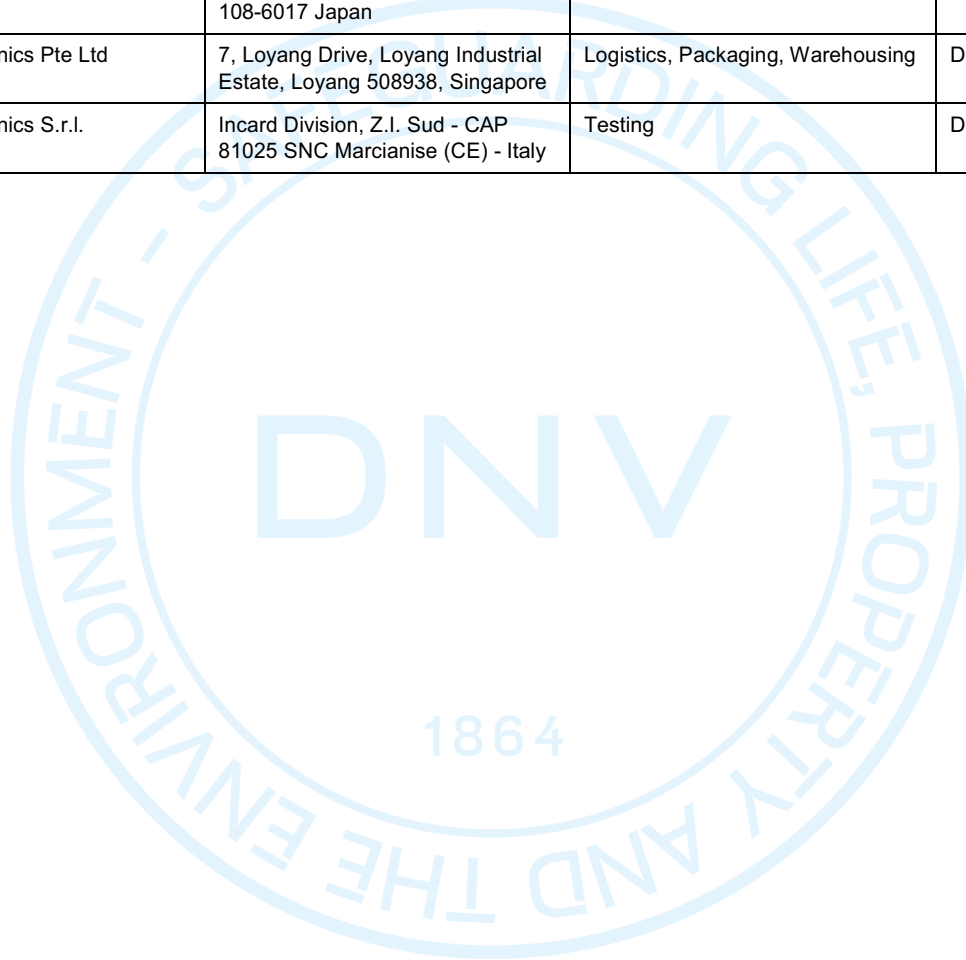 108-6017 Japan
nics Pte Ltd
7, Loyang Drive, Loyang Industrial
Estate, Loyang 508938, Singapore
Logistics, Packaging, Warehousing
D
nics S.r.l.
Incard Division, Z.I. Sud - CAP
81025 SNC Marcianise (CE) - Italy
Testing
D
SAFEGUARDING LIFE, PROPERTY AND THE ENVIRONMENT -
DNV
1864